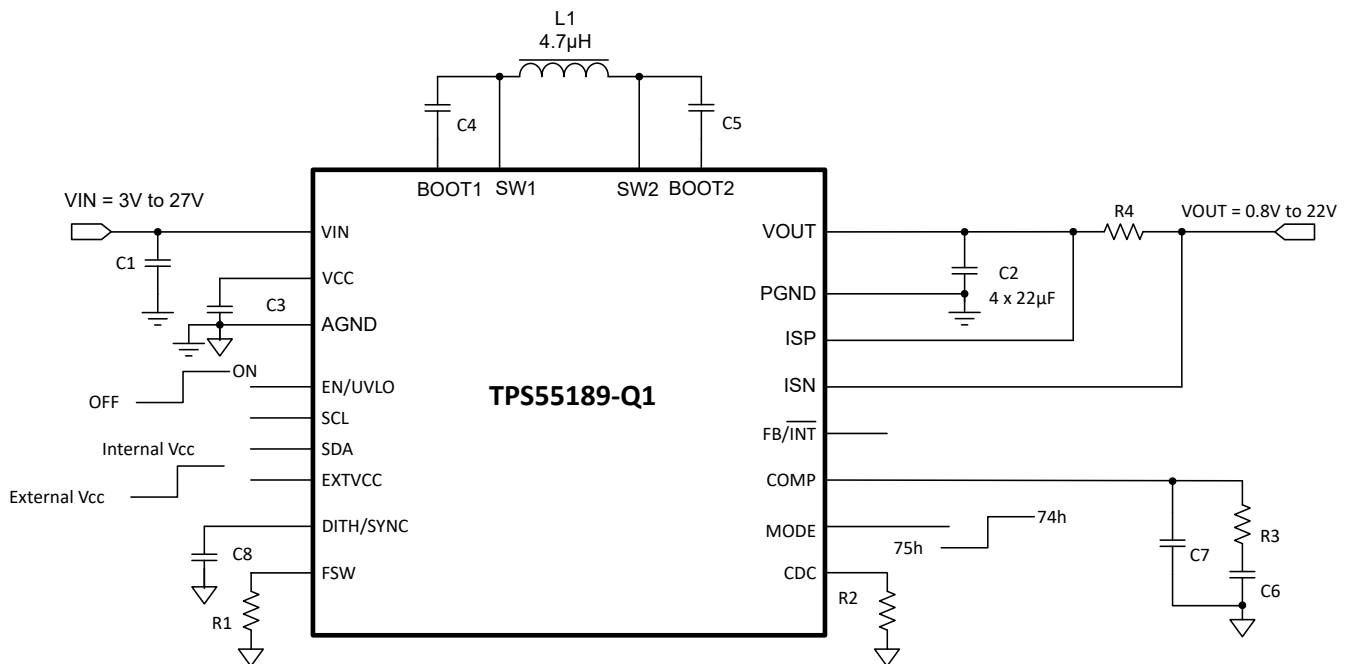 L1
4.7µH
C4
C5
BOOT1
SW1
SW2
BOOT2
VIN = 3V to 27V
R4
VOUT = 0.8V to 22V
VIN
VOUT
C1
VCC
C2
4 x 22µF
C3
PGND
AGND
ISP
ON
OFF
EN/UVLO
TPS55189-Q1
ISN
SCL
FB/INT
Internal Vcc
SDA
External Vcc
EXTVCC
COMP
DITH/SYNC
MODE
74h
75h
R3
C8
C7
FSW
CDC
C6
R1
R2